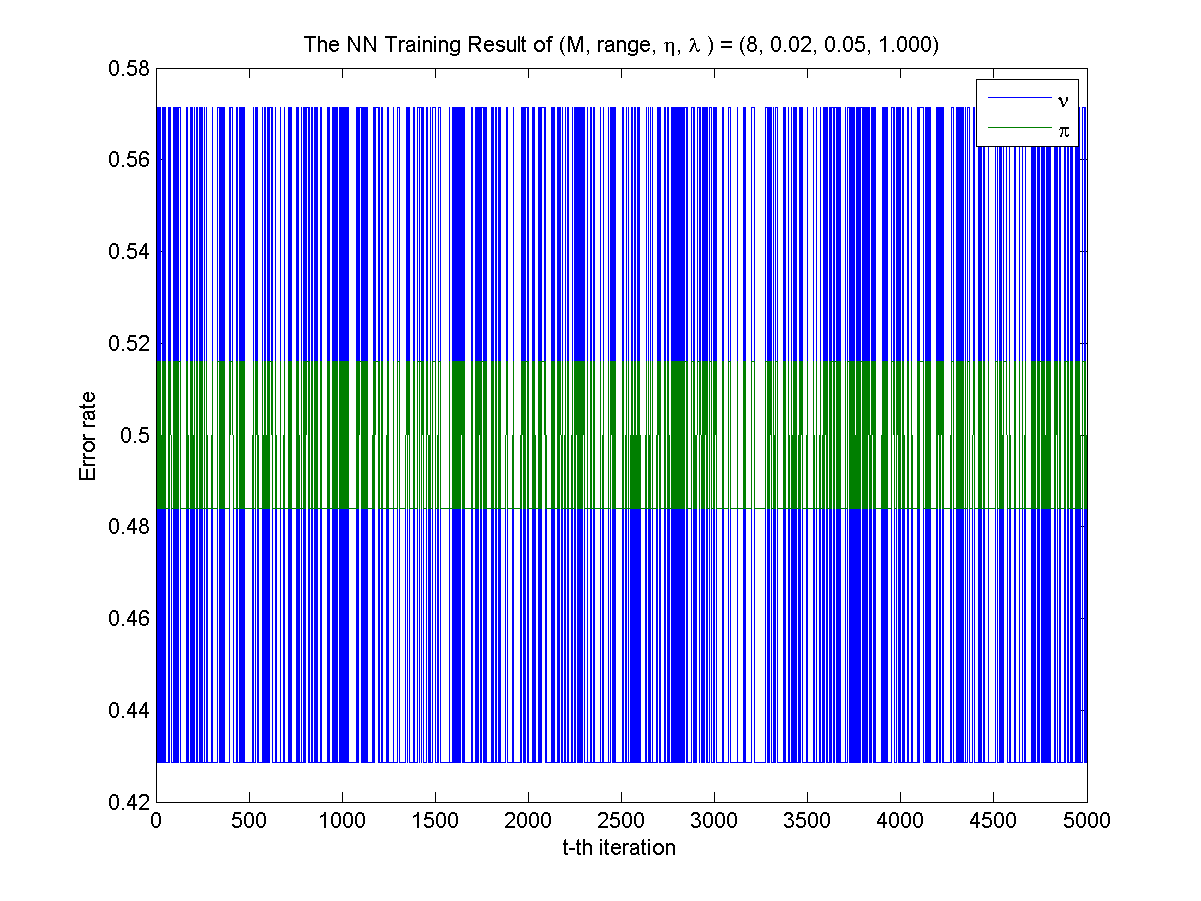 The NN Training Result of (M, range, η, λ ) = (8, 0.02, 0.05, 1.000)
ν
π
0.58
0.56
0.54
0.52
0.5
0.48
0.46
0.44
0.42
Error rate
0 500 1000 1500 2000 2500 3000 3500 4000 4500 5000
t-th iteration